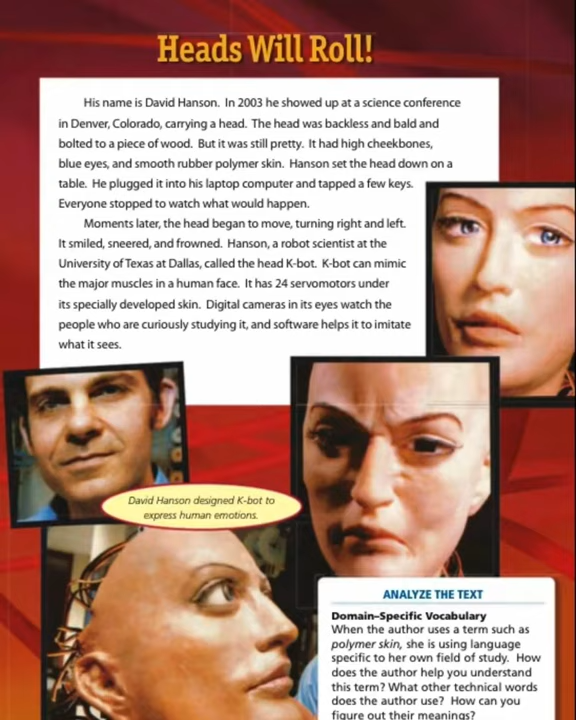 Heads Will Roll!
His name is David Hanson. In 2003 he showed up at a science conference
in Denver, Colorado, carrying a head. The head was backless and bald and
bolted to a piece of wood. But it was still pretty. It had high cheekbones,
blue eyes, and smooth rubber polymer skin. Hanson set the head down on a
table. He plugged it into his laptop computer and tapped a few keys.
Everyone stopped to watch what would happen.
Moments later, the head began to move, turning right and left.
It smiled, sneered, and frowned. Hanson, a robot scientist at the
University of Texas at Dallas, called the head K-bot. K-bot can mimic
the major muscles in a human face. It has 24 servomotors under
its specially developed skin. Digital cameras in its eyes watch the
people who are curiously studying it, and software helps it to imitate
what it sees.
David Hanson designed K-bot to
express human emotions.
ANALYZE THE TEXT
Domain–Specific Vocabulary
When the author uses a term such as
polymer skin, she is using language
specific to her own field of study. How
does the author help you understand
this term? What other technical words
does the author use? How can you
figure out their meanings?